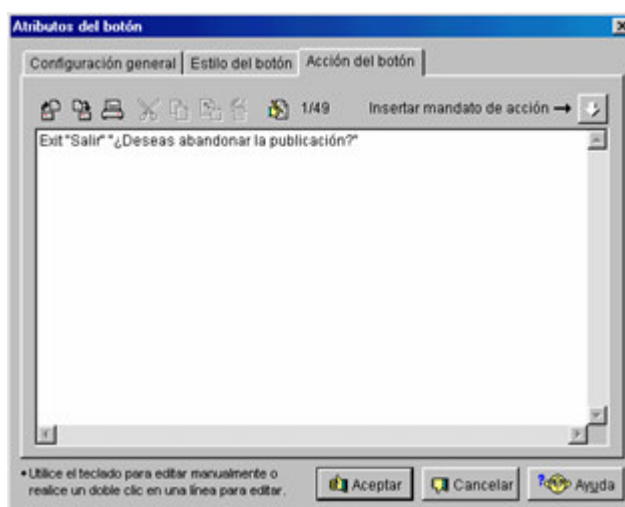 Atributos del botón
Configuración general Estilo del botón Acción del botón
1/49 Insertar mandato de acción
Exit "Salir" "¿Deseas abandonar la publicación?"
•Utilice el teclado para editar manualmente o
realice un doble clic en una línea para editar.
Aceptar Cancelar Ayuda